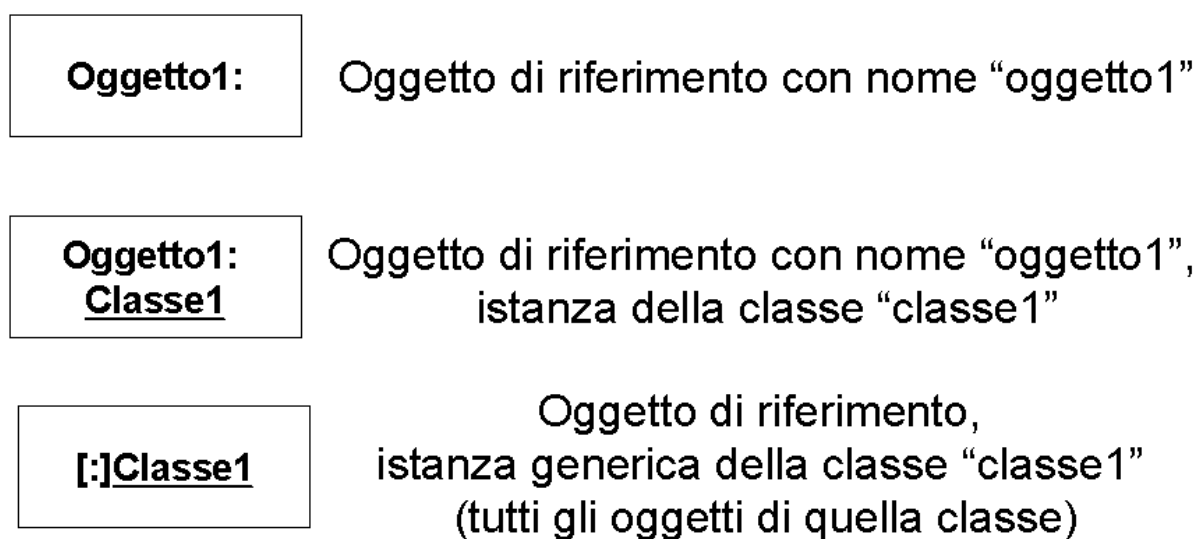 Oggetto1:
Oggetto di riferimento con nome “oggetto1”
Oggetto1:
Classe1
Oggetto di riferimento con nome “oggetto1”,
istanza della classe “classe1”
[:]Classe1
Oggetto di riferimento,
istanza generica della classe “classe1”
(tutti gli oggetti di quella classe)